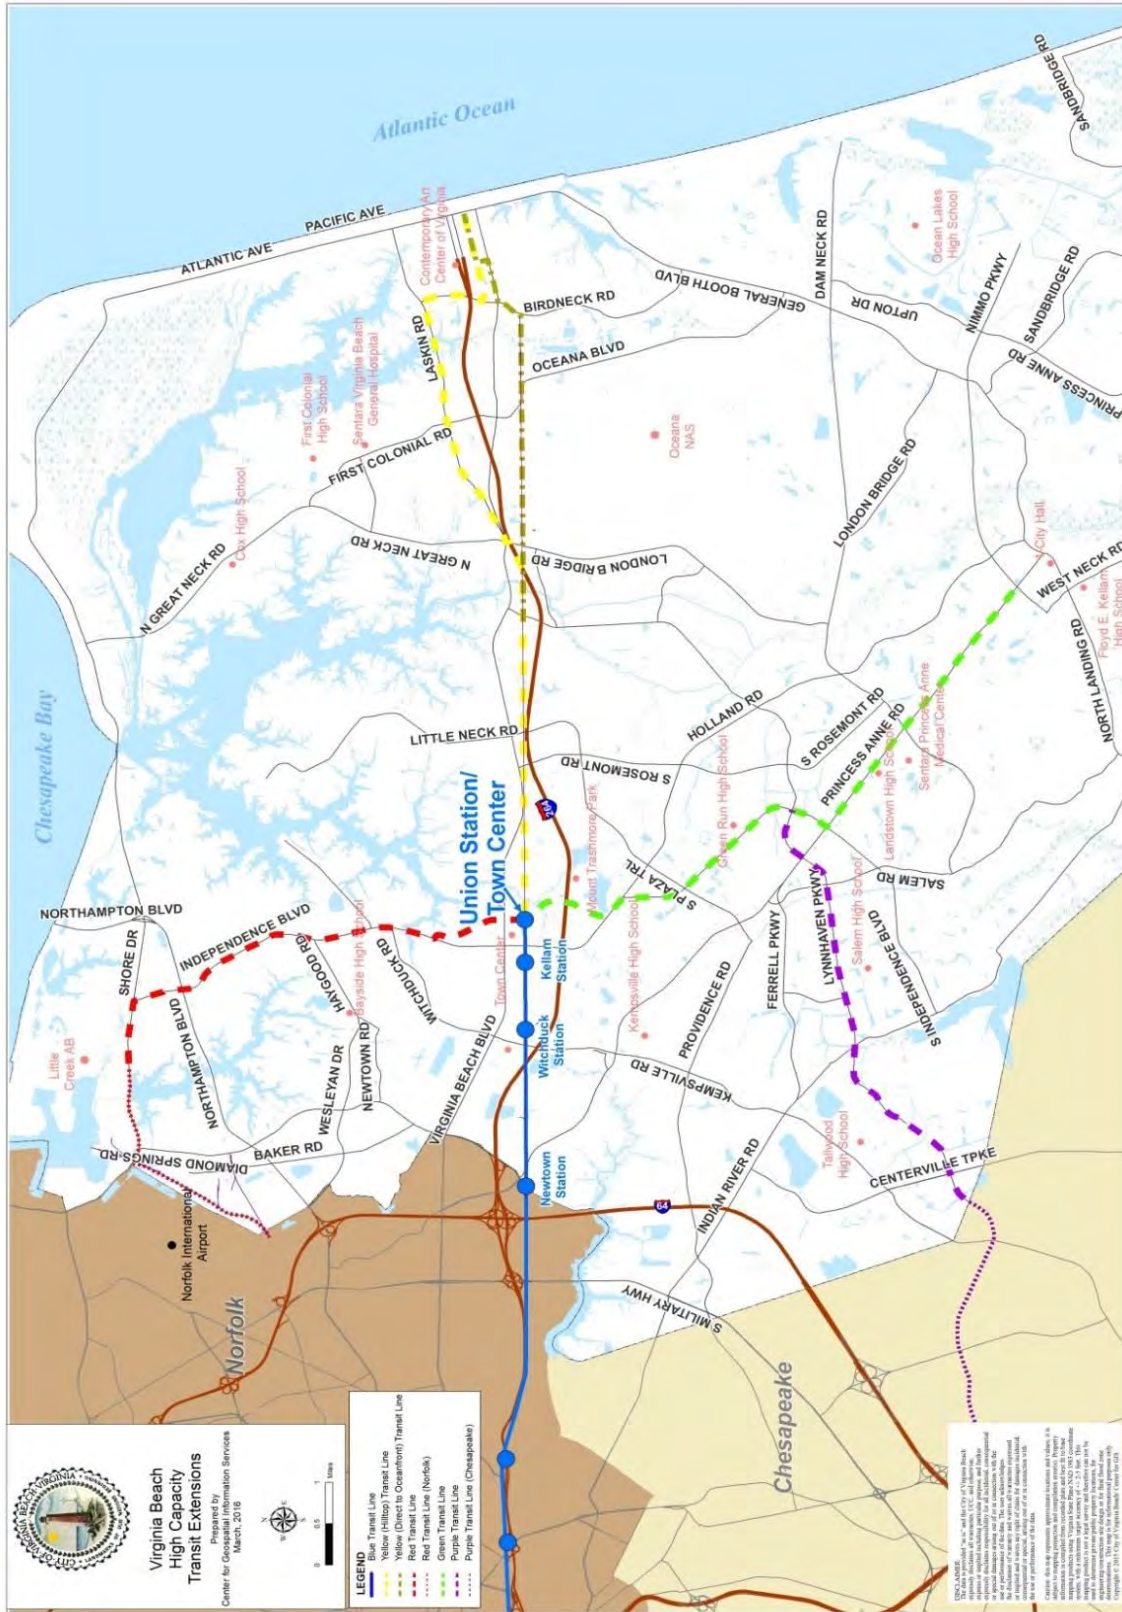 Virginia Beach
High Capacity
Transit Extensions
Prepared by
Center for Geospatial Information Services
March, 2016
0 0.5 1
Miles
LEGEND
Blue Transit Line
Yellow (Hilltop) Transit Line
Yellow (Direct to Oceanfront) Transit Line
Red Transit Line
Red Transit Line (Norfolk)
Green Transit Line
Purple Transit Line
Purple Transit Line (Chesapeake)
DISCLAIMER:
Norfolk
Chesapeake
Chesapeake Bay
Atlantic Ocean
Norfolk International
Airport
Little
Creek AB
DIAMOND SPRINGS RD
BAKER RD
WESLEYAN DR
NEWTOWN RD
NORTHAMPTON BLVD
SHORE DR
NORTHAMPTON BLVD
INDEPENDENCE BLVD
HAYGOOD RD
Bayside High School
WITCHDUCK RD
VIRGINIA BEACH BLVD
Town Center
Union Station/
Town Center
Newtown
Station
Witchduck
Station
Kellam
Station
LITTLE NECK RD
N GREAT NECK RD
Cox High School
First Colonial
High School
Sentara Virginia Beach
General Hospital
FIRST COLONIAL RD
N GREAT NECK RD
LASKIN RD
ATLANTIC AVE
PACIFIC AVE
Contemporary Art
Center of Virginia
BIRDNECK RD
OCEANA BLVD
GENERAL BOOTH BLVD
Oceana
NAS
LONDON BRIDGE RD
LONDON BRIDGE RD
DAM NECK RD
UPTON DR
Ocean Lakes
High School
NIMMO PKWY
SANDBRIDGE RD
SANDBRIDGE RD
PRINCESS ANNE RD
City Hall
WEST NECK RD
Floyd E. Kellam
High School
NORTH LANDING RD
264
64
Mount Trashmore Park
S ROSEMONT RD
HOLLAND RD
S ROSEMONT RD
PRINCESS ANNE RD
Sentara Princess Anne
Medical Center
Landstown High School
Green Run High School
S PLAZA TRL
SALEM RD
Kempsville High School
PROVIDENCE RD
FERRELL PKWY
LYNNHAVEN PKWY
Salem High School
S INDEPENDENCE BLVD
KEMPSVILLE RD
INDIAN RIVER RD
Tallwood
High School
CENTERVILLE TPKE
S MILITARY HWY